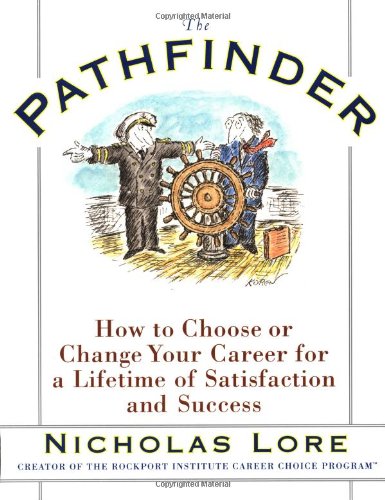 The
PATHFINDER
How to Choose or
Change Your Career for
a Lifetime of Satisfaction
and Success
NICHOLAS LORE
CREATOR OF THE ROCKPORT INSTITUTE CAREER CHOICE PROGRAM™